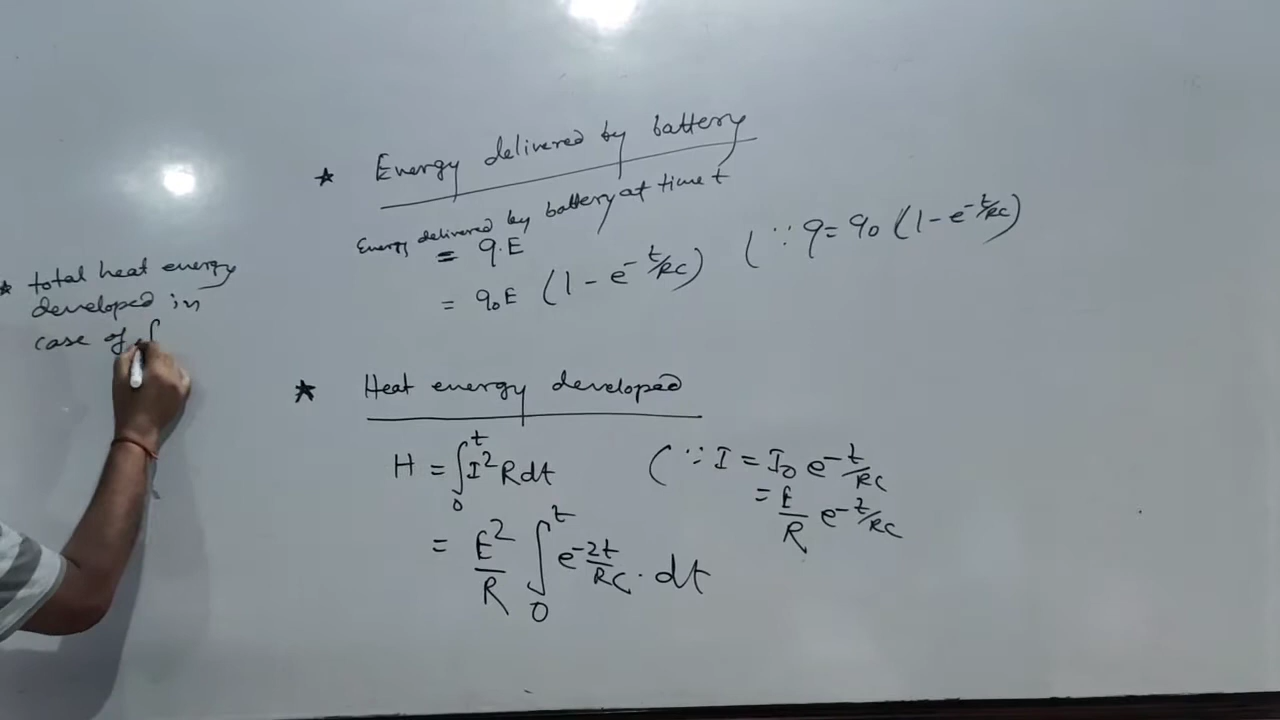 ★ Energy delivered by battery
Energy delivered by battery at time t
= q.E (∵ q = q₀ (1 - e^{-t/RC})
= q₀E (1 - e^{-t/RC})
★ total heat energy
developed in
case of
★ Heat energy developed
H = ∫₀ᵗ I² R dt (∵ I = I₀ e^{-t/RC}
= E/R e^{-t/RC}
= E²/R ∫₀ᵗ e^{-2t/RC} . dt